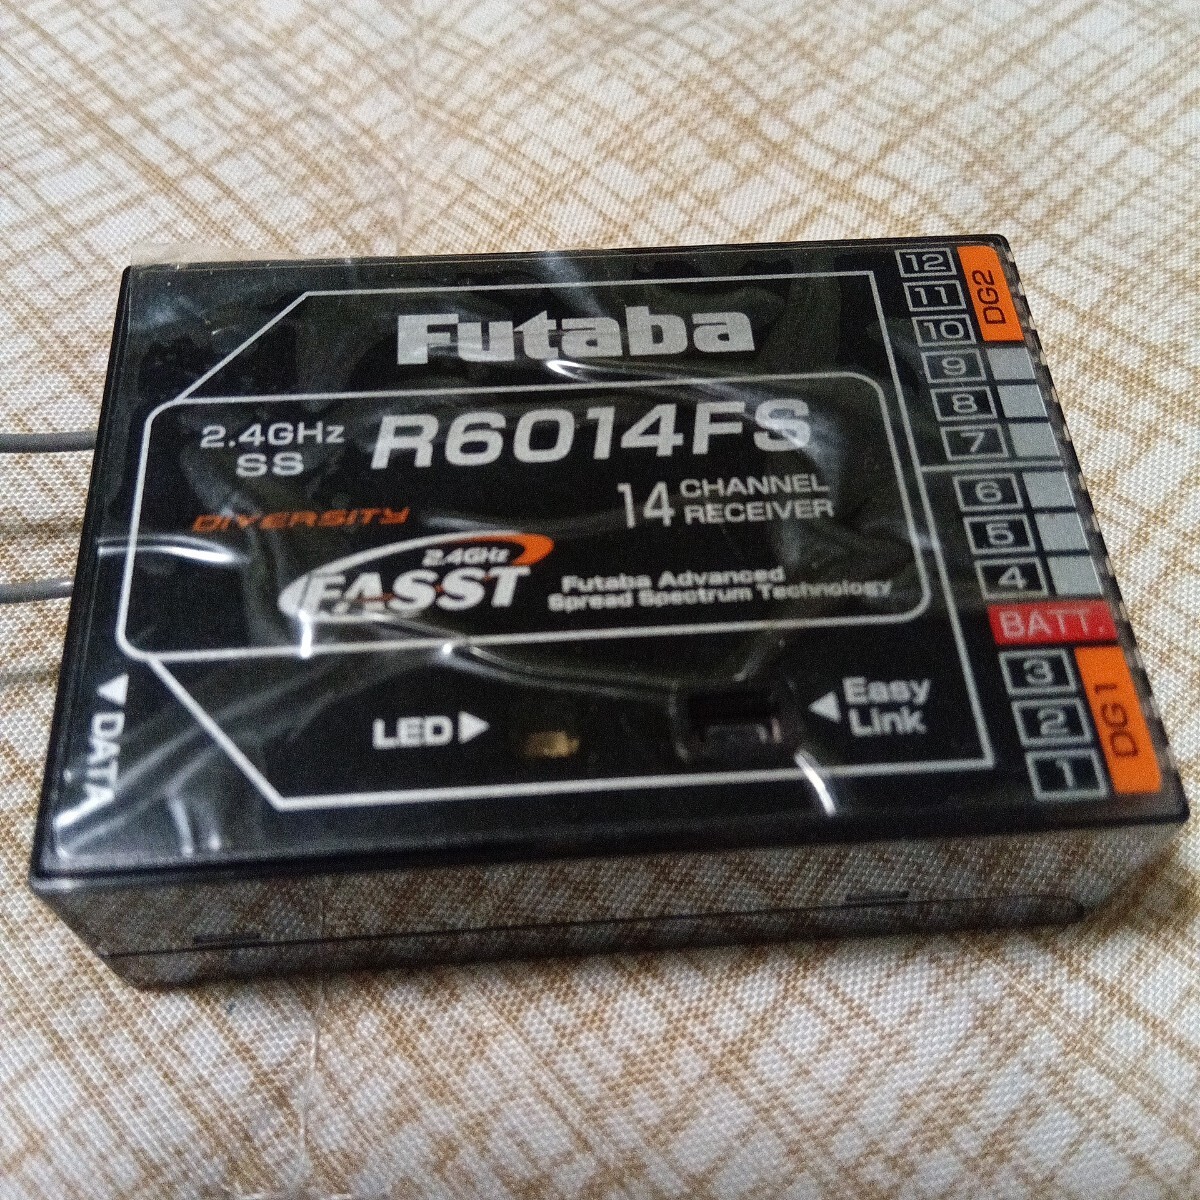 Futaba
2.4GHz
SS
R6014FS
14 CHANNEL
RECEIVER
DIVERSITY
2.4GHz
FASST
Futaba Advanced
Spread Spectrum Technology
LED▶
◀Easy
Link
▼DATA
12
11
10
DG2
9
8
7
6
5
4
BATT.
3
2
1
DG1